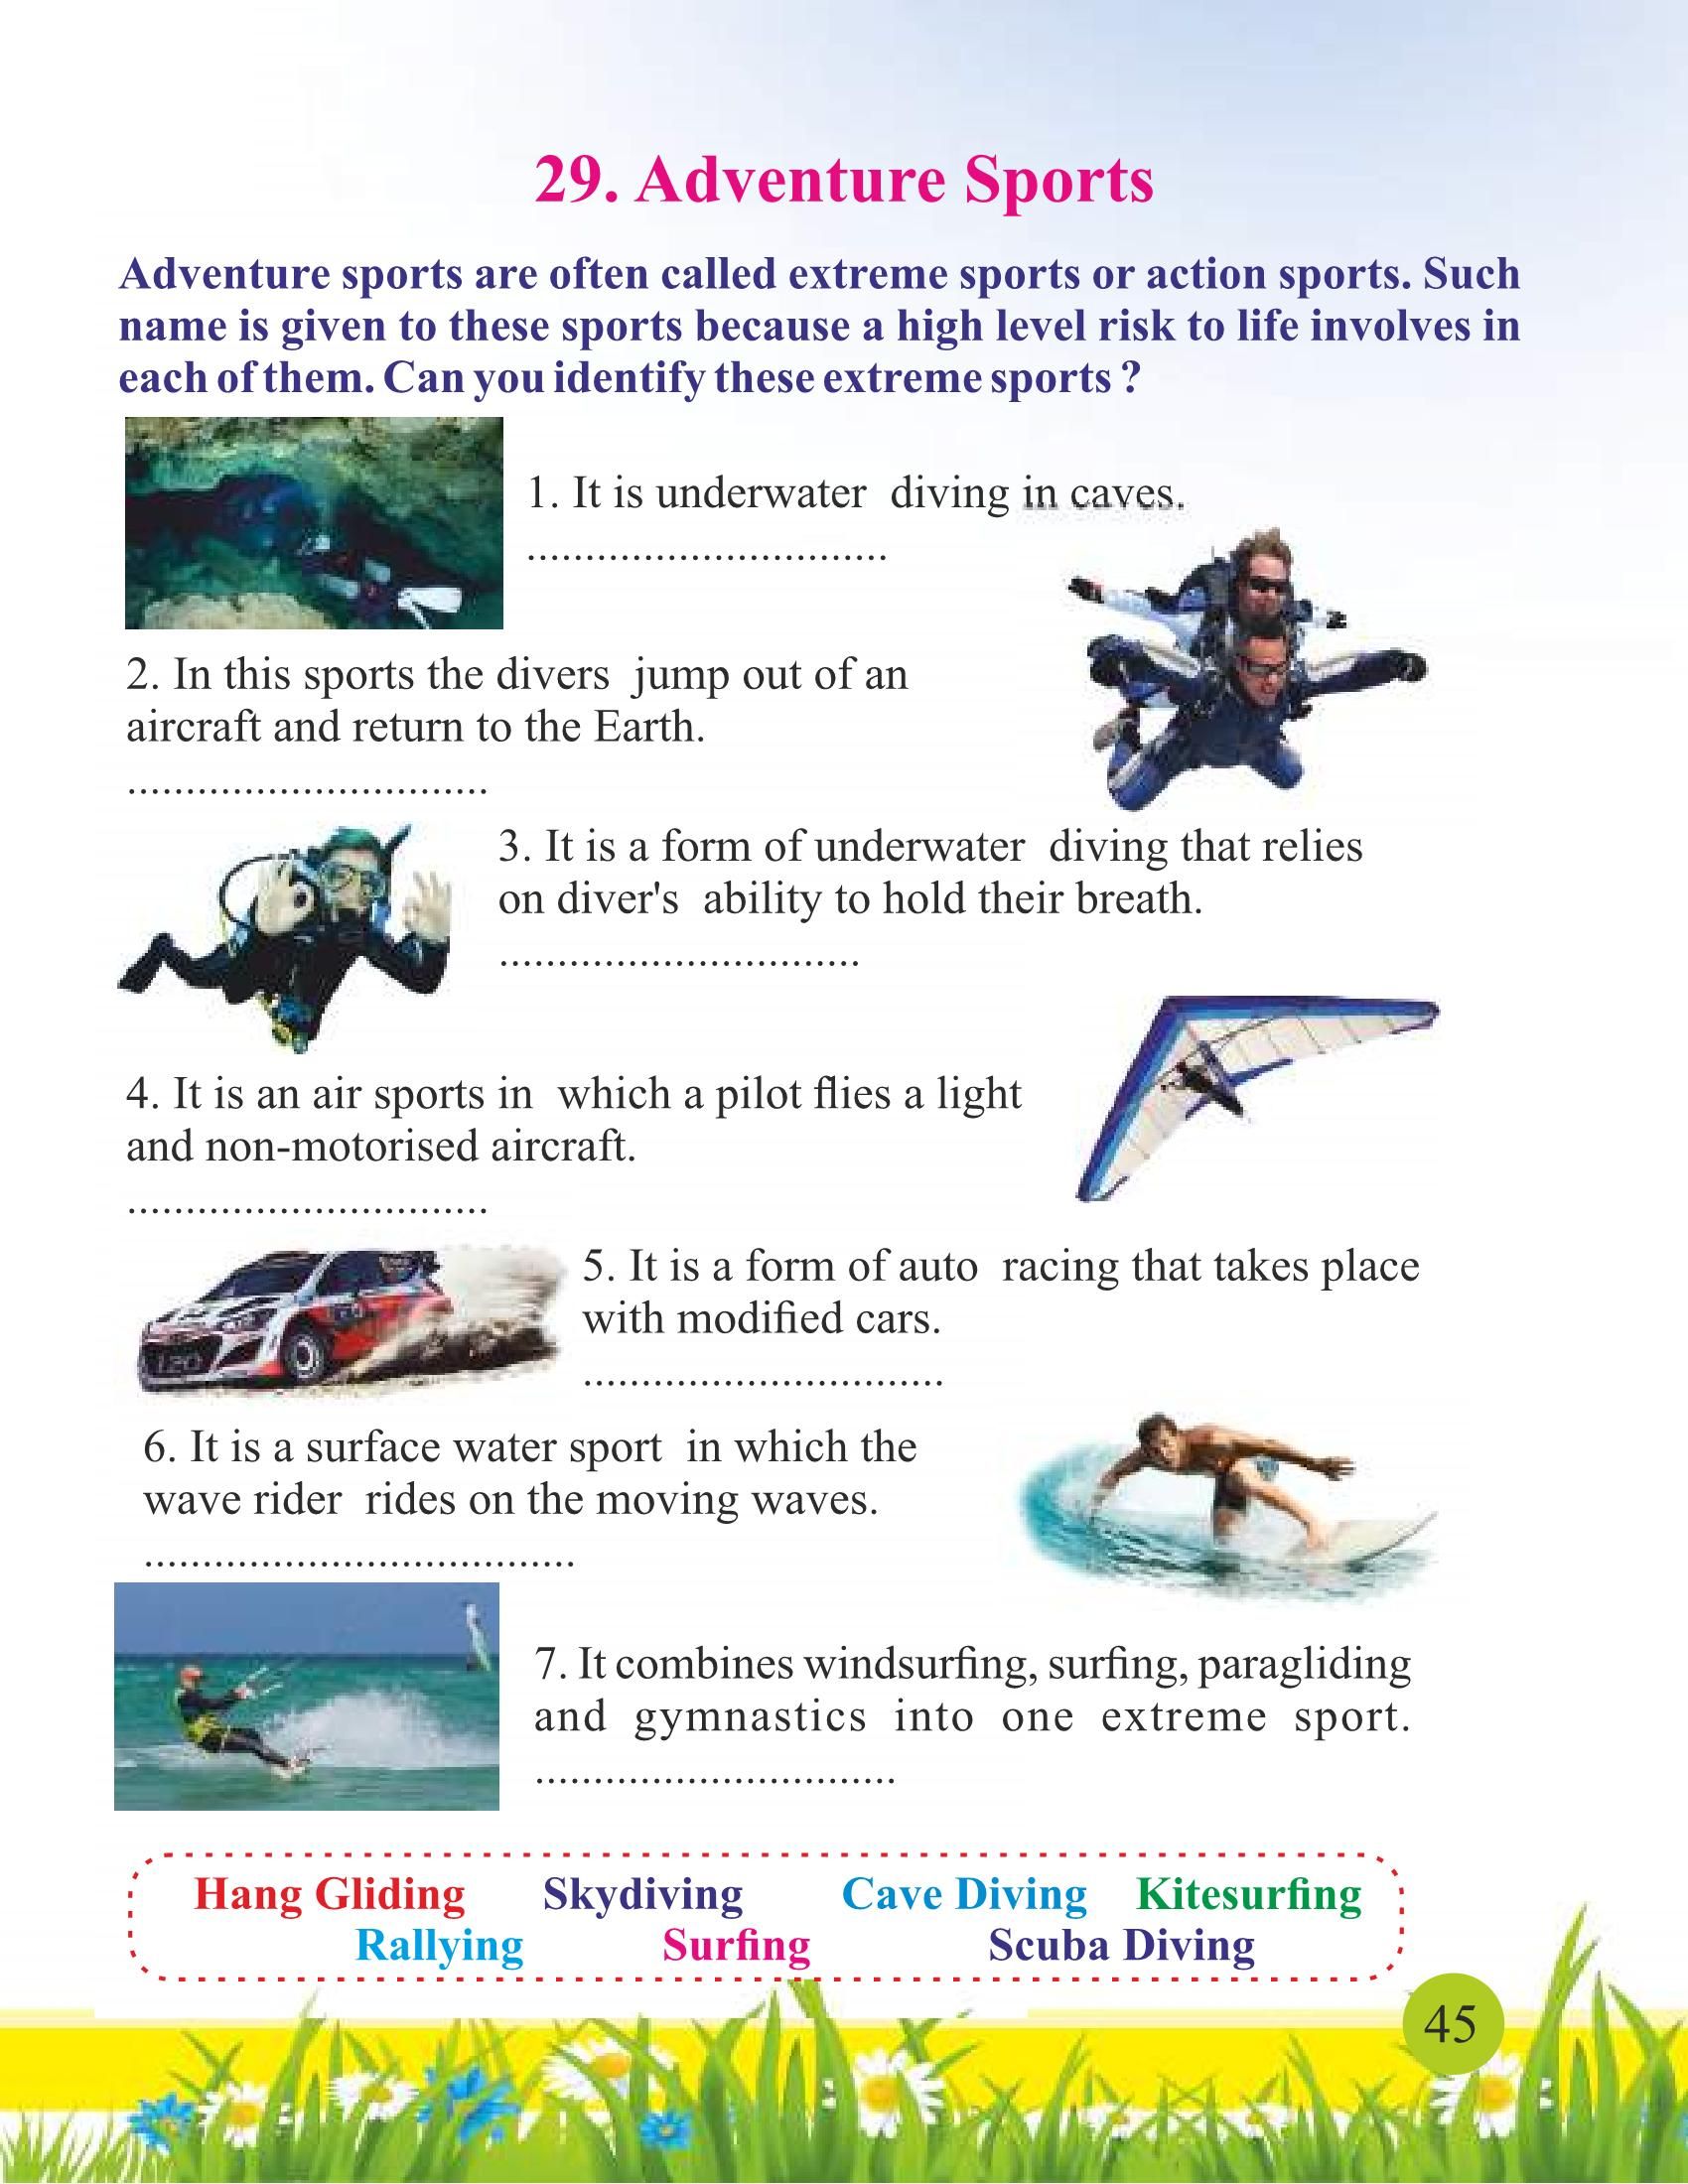 29. Adventure Sports
Adventure sports are often called extreme sports or action sports. Such
name is given to these sports because a high level risk to life involves in
each of them. Can you identify these extreme sports ?
1. It is underwater diving in caves.
...............................
2. In this sports the divers jump out of an
aircraft and return to the Earth.
...............................
3. It is a form of underwater diving that relies
on diver's ability to hold their breath.
...............................
4. It is an air sports in which a pilot flies a light
and non-motorised aircraft.
...............................
5. It is a form of auto racing that takes place
with modified cars.
...............................
6. It is a surface water sport in which the
wave rider rides on the moving waves.
.....................................
7. It combines windsurfing, surfing, paragliding
and gymnastics into one extreme sport.
...............................
Hang Gliding Skydiving Cave Diving Kitesurfing
Rallying Surfing Scuba Diving
45